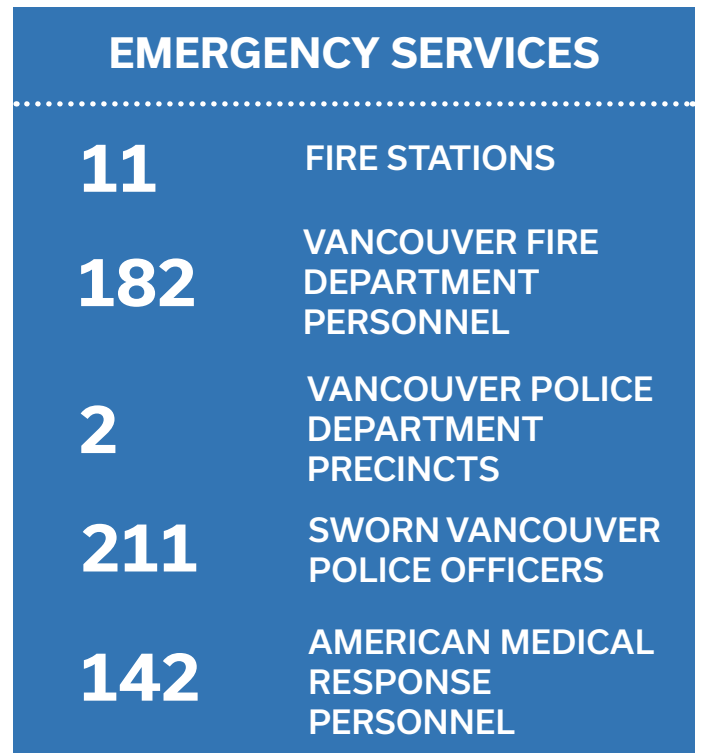 EMERGENCY SERVICES
11 FIRE STATIONS
182 VANCOUVER FIRE
DEPARTMENT
PERSONNEL
2 VANCOUVER POLICE
DEPARTMENT
PRECINCTS
211 SWORN VANCOUVER
POLICE OFFICERS
142 AMERICAN MEDICAL
RESPONSE
PERSONNEL